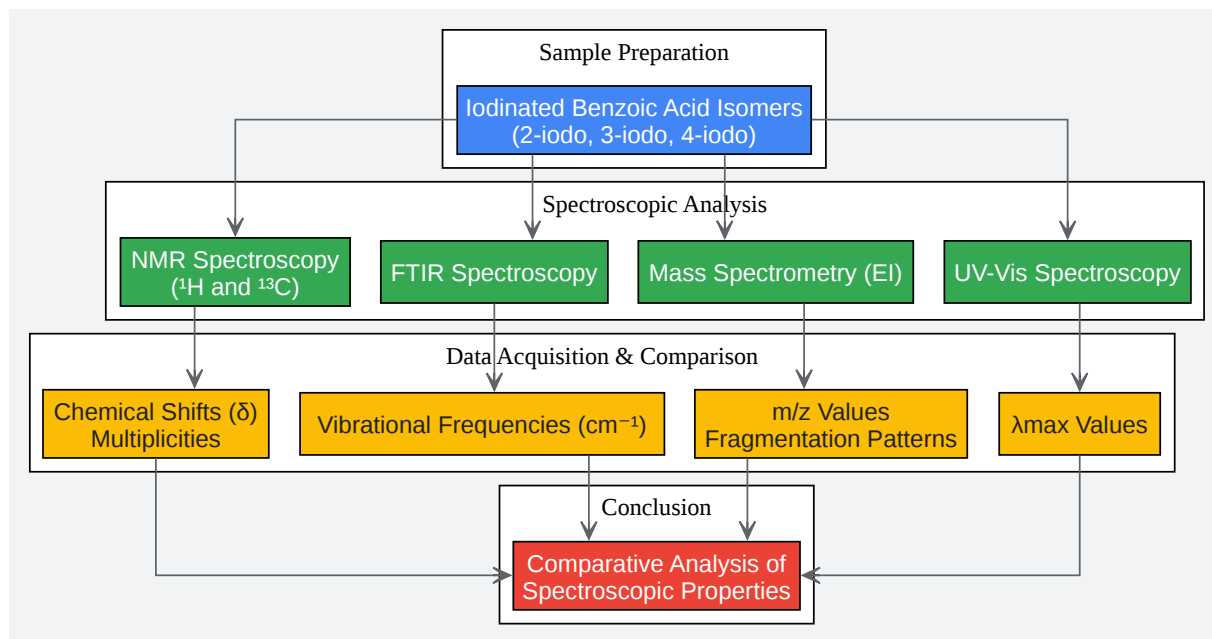 Sample Preparation
Iodinated Benzoic Acid Isomers
(2-iodo, 3-iodo, 4-iodo)
Spectroscopic Analysis
NMR Spectroscopy
(¹H and ¹³C)
FTIR Spectroscopy
Mass Spectrometry (EI)
UV-Vis Spectroscopy
Data Acquisition & Comparison
Chemical Shifts (δ)
Multiplicities
Vibrational Frequencies (cm⁻¹)
m/z Values
Fragmentation Patterns
λmax Values
Conclusion
Comparative Analysis of
Spectroscopic Properties